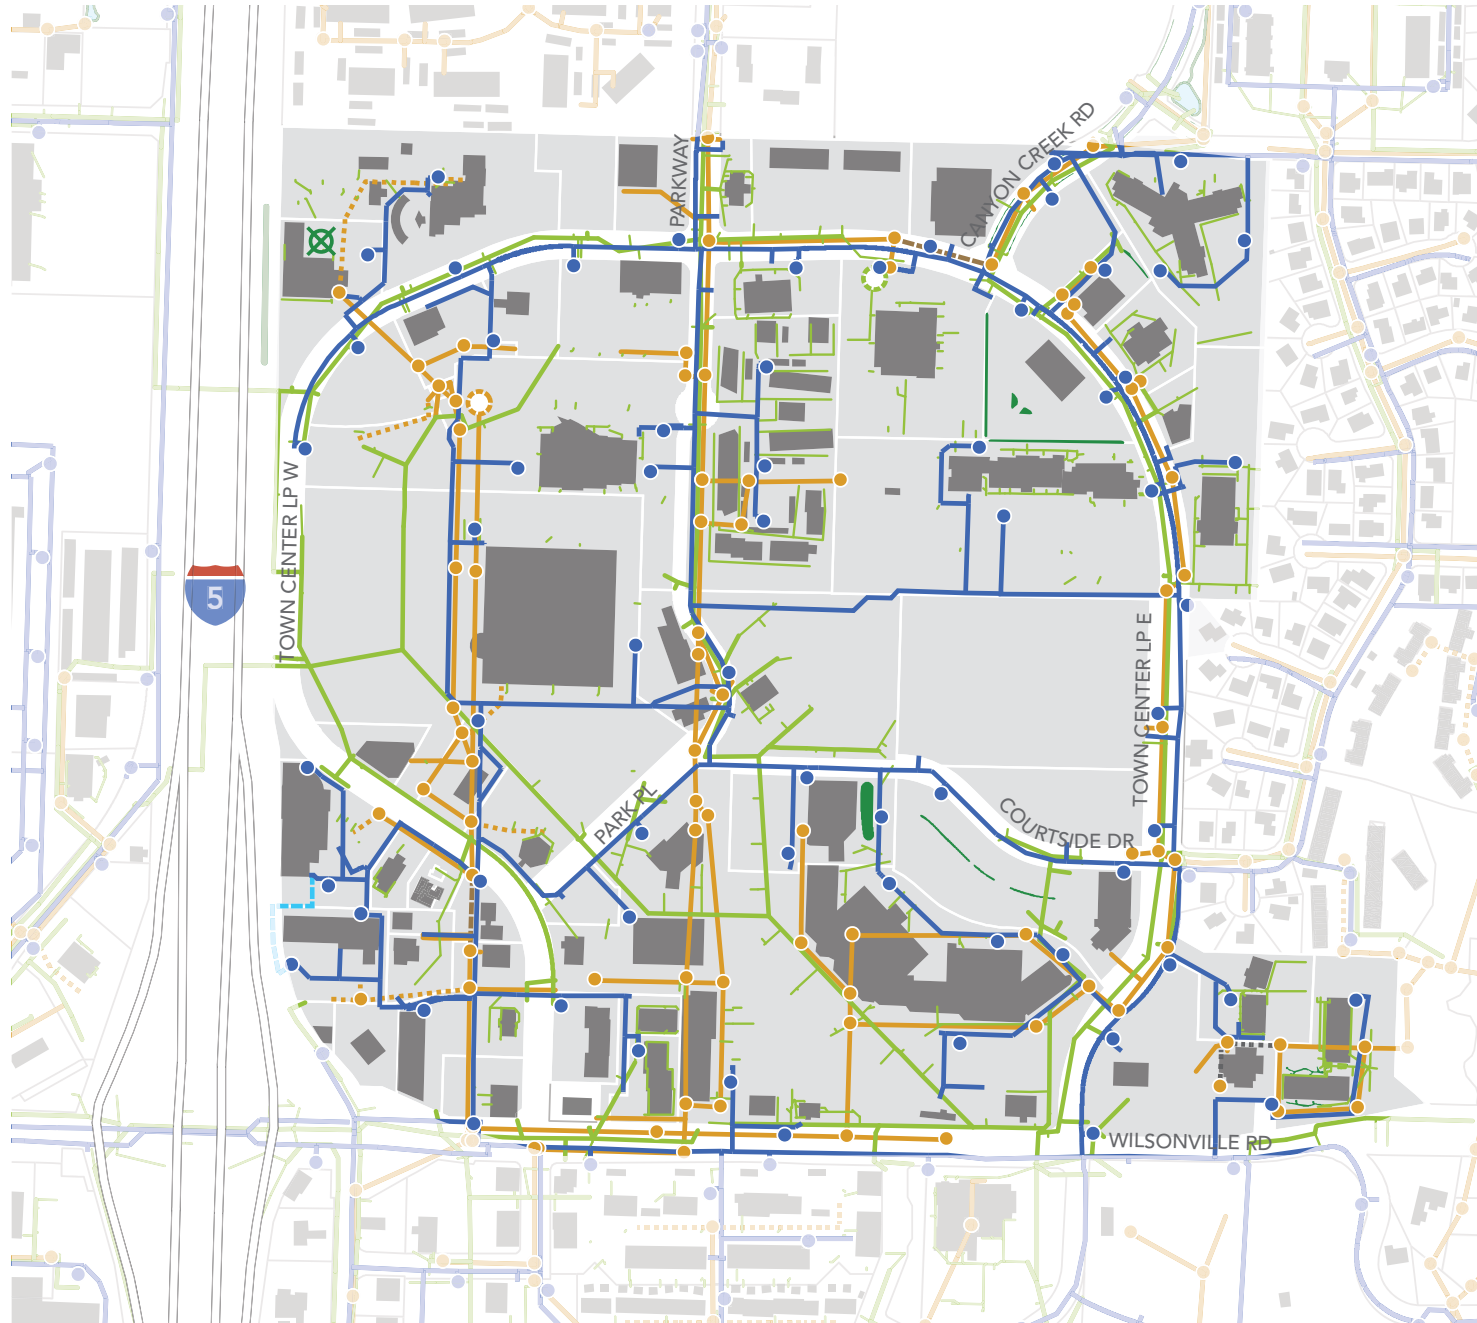 CANYON CREEK RD
PARKWAY
TOWN CENTER LP W
5
TOWN CENTER LP E
PARK PL
COURTSIDE DR
WILSONVILLE RD